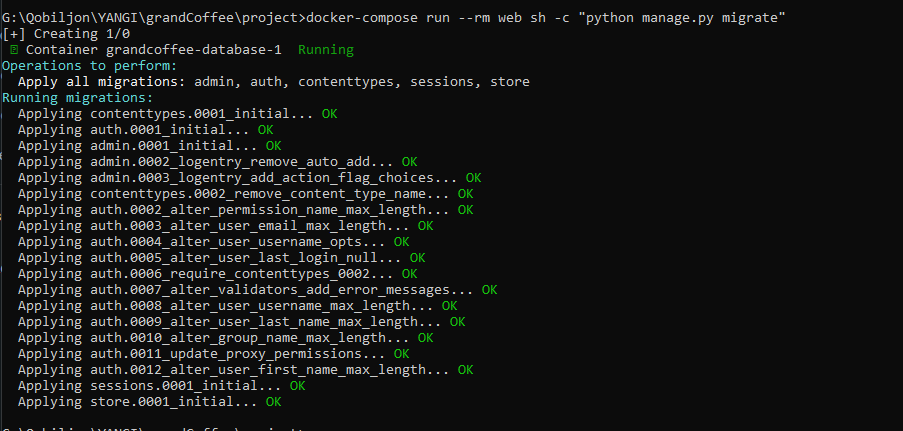 G:\Qobiljon\YANGI\grandCoffee\project>docker-compose run --rm web sh -c "python manage.py migrate"
[+] Creating 1/0
Container grandcoffee-database-1 Running
Operations to perform:
Apply all migrations: admin, auth, contenttypes, sessions, store
Running migrations:
Applying contenttypes.0001_initial... OK
Applying auth.0001_initial... OK
Applying admin.0001_initial... OK
Applying admin.0002_logentry_remove_auto_add... OK
Applying admin.0003_logentry_add_action_flag_choices... OK
Applying contenttypes.0002_remove_content_type_name... OK
Applying auth.0002_alter_permission_name_max_length... OK
Applying auth.0003_alter_user_email_max_length... OK
Applying auth.0004_alter_user_username_opts... OK
Applying auth.0005_alter_user_last_login_null... OK
Applying auth.0006_require_contenttypes_0002... OK
Applying auth.0007_alter_validators_add_error_messages... OK
Applying auth.0008_alter_user_username_max_length... OK
Applying auth.0009_alter_user_last_name_max_length... OK
Applying auth.0010_alter_group_name_max_length... OK
Applying auth.0011_update_proxy_permissions... OK
Applying auth.0012_alter_user_first_name_max_length... OK
Applying sessions.0001_initial... OK
Applying store.0001_initial... OK